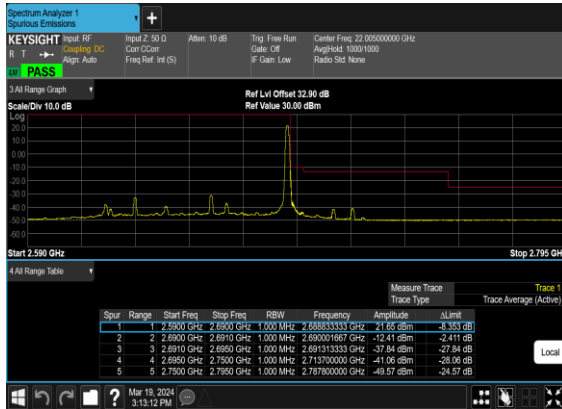 Spectrum Analyzer 1
Spurious Emissions
KEYSIGHT
R T
LU PASS
Input: RF
Coupling: DC
Align: Auto
Input Z: 50 Ω
Corr CCorr
Freq Ref: Int (S)
Atten: 10 dB
Trig: Free Run
Gate: Off
IF Gain: Low
Center Freq: 22.005000000 GHz
Avg|Hold: 1000/1000
Radio Std: None
3 All Range Graph
Scale/Div 10.0 dB
Ref Lvl Offset 32.90 dB
Ref Value 30.00 dBm
Log
20.0
10.0
0.00
-10.0
-20.0
-30.0
-40.0
-50.0
-60.0
Start 2.590 GHz
Stop 2.795 GH
4 All Range Table
Measure Trace Trace 1
Trace Type Trace Average (Active)
Spur Range Start Freq Stop Freq RBW Frequency Amplitude ΔLimit
1 1 2.5900 GHz 2.6900 GHz 1.000 MHz 2.688833333 GHz 21.65 dBm -8.353 dB
2 2 2.6900 GHz 2.6910 GHz 1.000 MHz 2.690001667 GHz -12.41 dBm -2.411 dB
3 3 2.6910 GHz 2.6950 GHz 1.000 MHz 2.691313333 GHz -37.84 dBm -27.84 dB
4 4 2.6950 GHz 2.7500 GHz 1.000 MHz 2.713700000 GHz -41.06 dBm -28.06 dB
5 5 2.7500 GHz 2.7950 GHz 1.000 MHz 2.787800000 GHz -49.57 dBm -24.57 dB
Local
?
Mar 19, 2024
3:13:12 PM